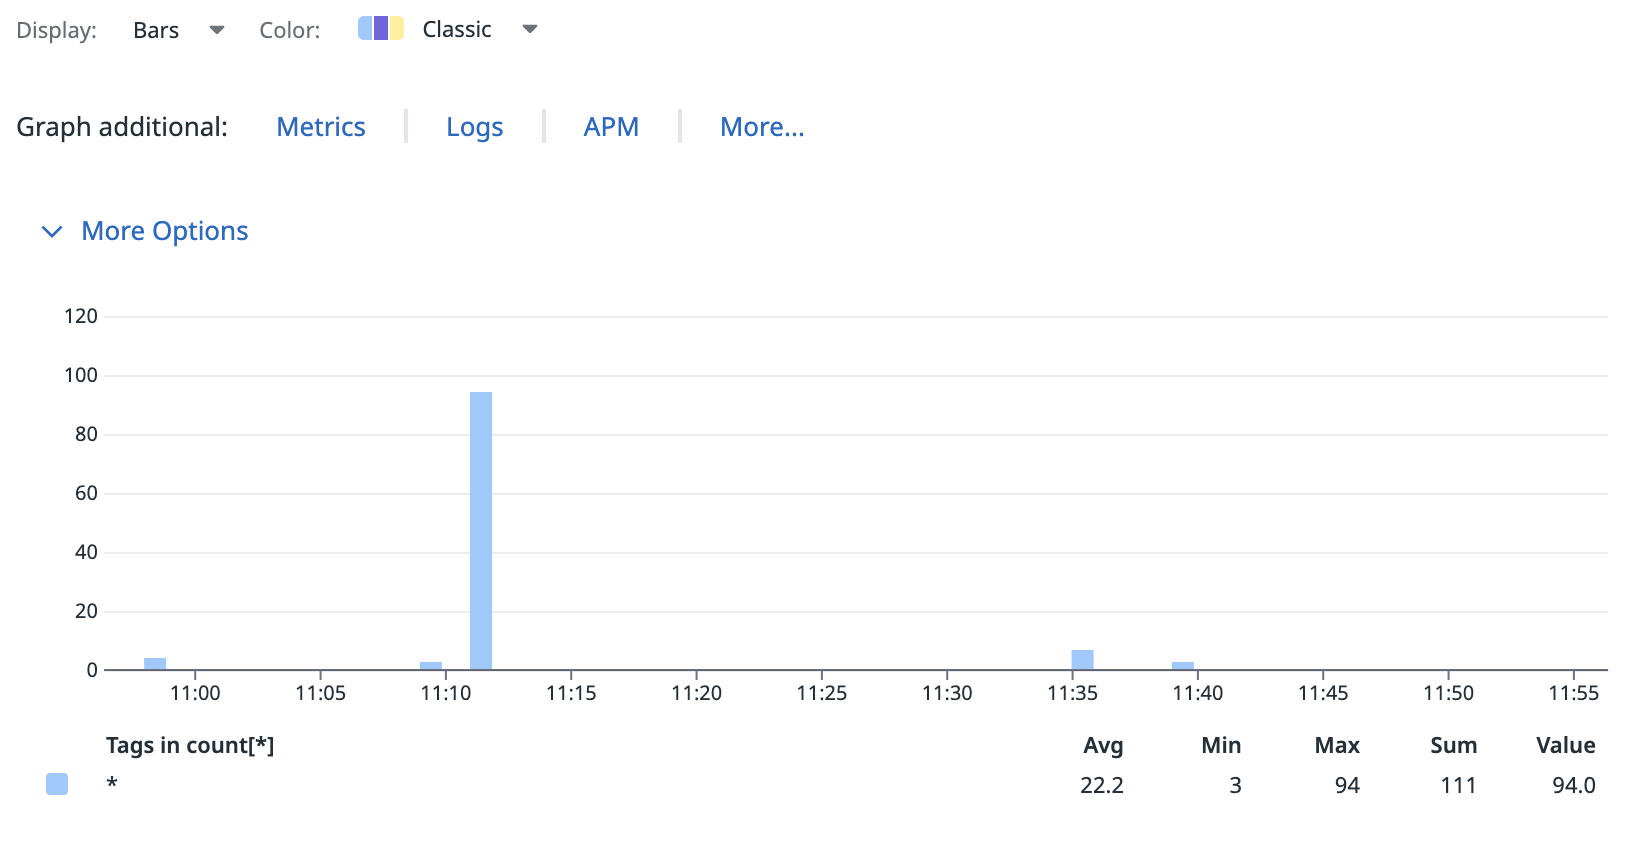 Display: Bars Color: Classic
Graph additional: Metrics Logs APM More...
More Options
120
100
80
60
40
20
0
11:00 11:05 11:10 11:15 11:20 11:25 11:30 11:35 11:40 11:45 11:50 11:55
Tags in count[*] Avg Min Max Sum Value
* 22.2 3 94 111 94.0